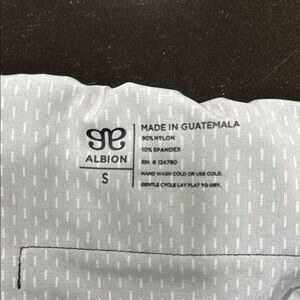 ALBION
S
MADE IN GUATEMALA
90% NYLON
10% SPANDEX
RN. # 124780
HAND WASH COLD OR USE COLD.
GENTLE CYCLE LAY FLAT TO DRY.